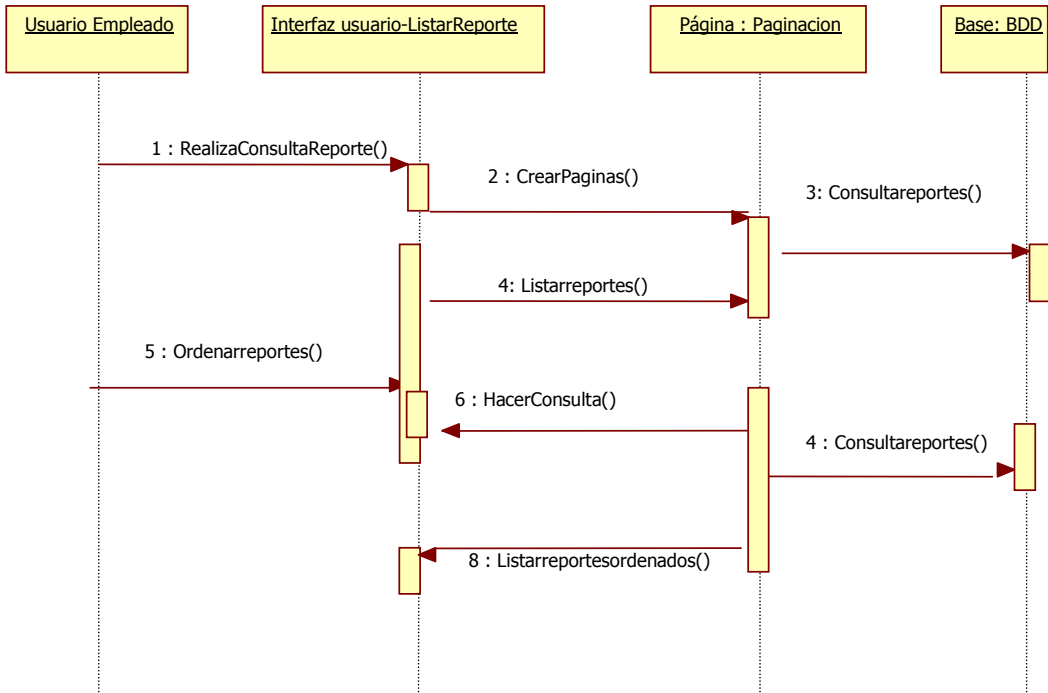 Usuario Empleado
Interfaz usuario-ListarReporte
Página : Paginacion
Base: BDD
1 : RealizaConsultaReporte()
2 : CrearPaginas()
3: Consultareportes()
4: Listarreportes()
5 : Ordenarreportes()
6 : HacerConsulta()
4 : Consultareportes()
8 : Listarreportesordenados()